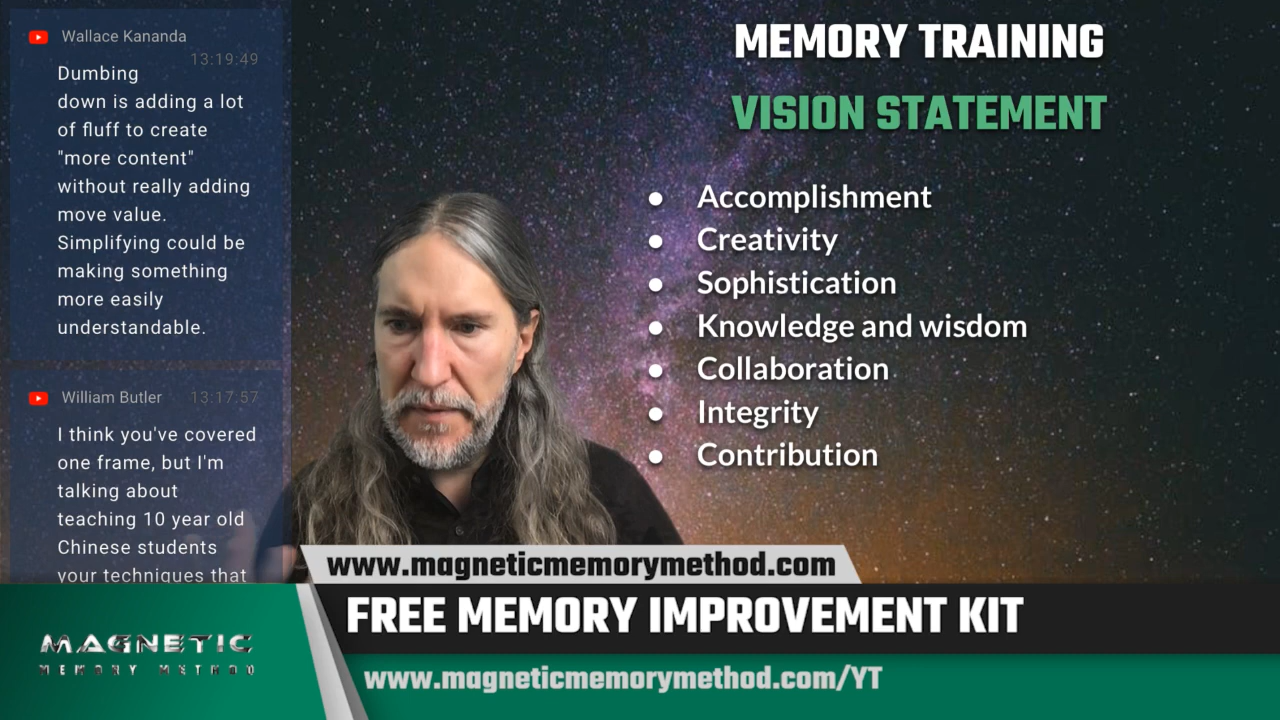 Wallace Kananda
13:19:49
Dumbing
down is adding a lot
of fluff to create
"more content"
without really adding
move value.
Simplifying could be
making something
more easily
understandable.
William Butler 13:17:57
I think you've covered
one frame, but I'm
talking about
teaching 10 year old
Chinese students
your techniques that
MEMORY TRAINING
VISION STATEMENT
• Accomplishment
• Creativity
• Sophistication
• Knowledge and wisdom
• Collaboration
• Integrity
• Contribution
www.magneticmemorymethod.com
FREE MEMORY IMPROVEMENT KIT
www.magneticmemorymethod.com/YT
MAGNETIC
MEMORY METHOD